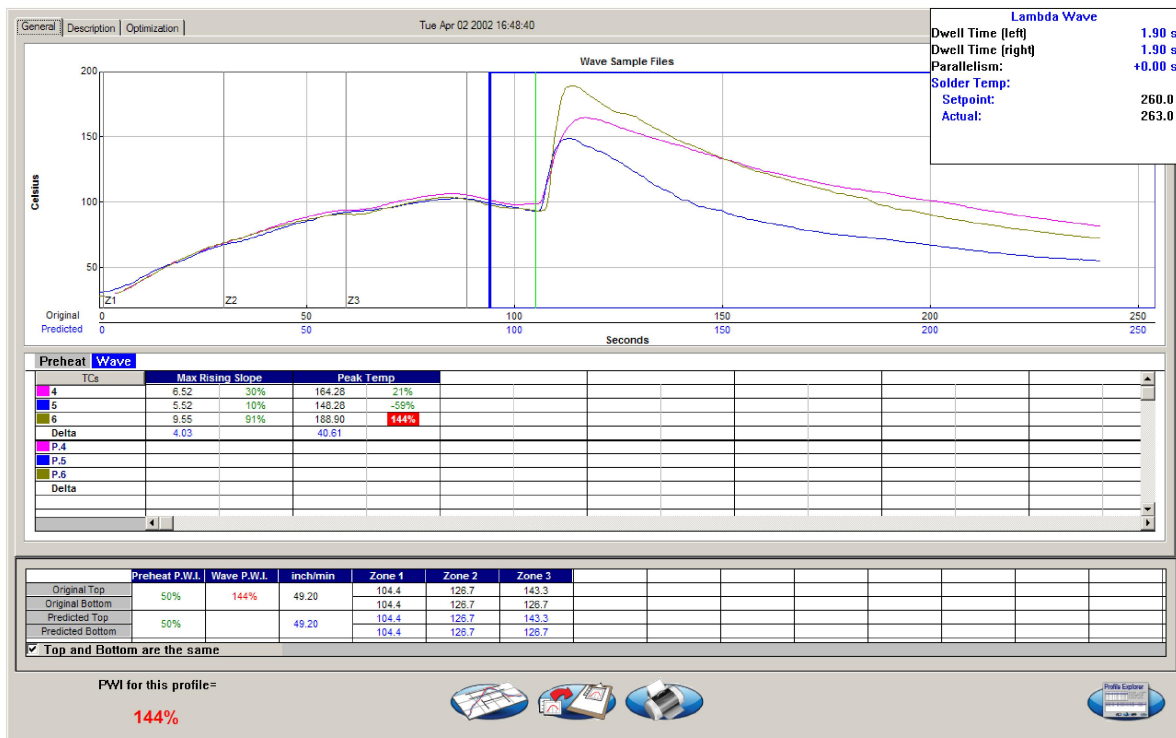 General Description Optimization Tue Apr 02 2002 16:48:40
Lambda Wave
Dwell Time (left) 1.90 s
Dwell Time (right) 1.90 s
Parallelism: +0.00 s
Solder Temp:
Setpoint: 260.0
Actual: 263.0
Wave Sample Files
200
150
Celsius
100
50
Z1 Z2 Z3
Original 0 50 100 150 200 250
Predicted 0 50 100 150 200 250
Seconds
Preheat Wave
TCs Max Rising Slope Peak Temp
4 6.52 30% 164.28 21%
5 5.52 10% 148.28 -59%
6 9.55 91% 188.90 144%
Delta 4.03 40.61
P.4
P.5
P.6
Delta
Preheat P.W.I. Wave P.W.I. inch/min Zone 1 Zone 2 Zone 3
Original Top 50% 144% 49.20 104.4 126.7 143.3
Original Bottom 104.4 126.7 126.7
Predicted Top 50% 49.20 104.4 126.7 143.3
Predicted Bottom 104.4 126.7 126.7
Top and Bottom are the same
PWI for this profile=
144%
Profile Explorer